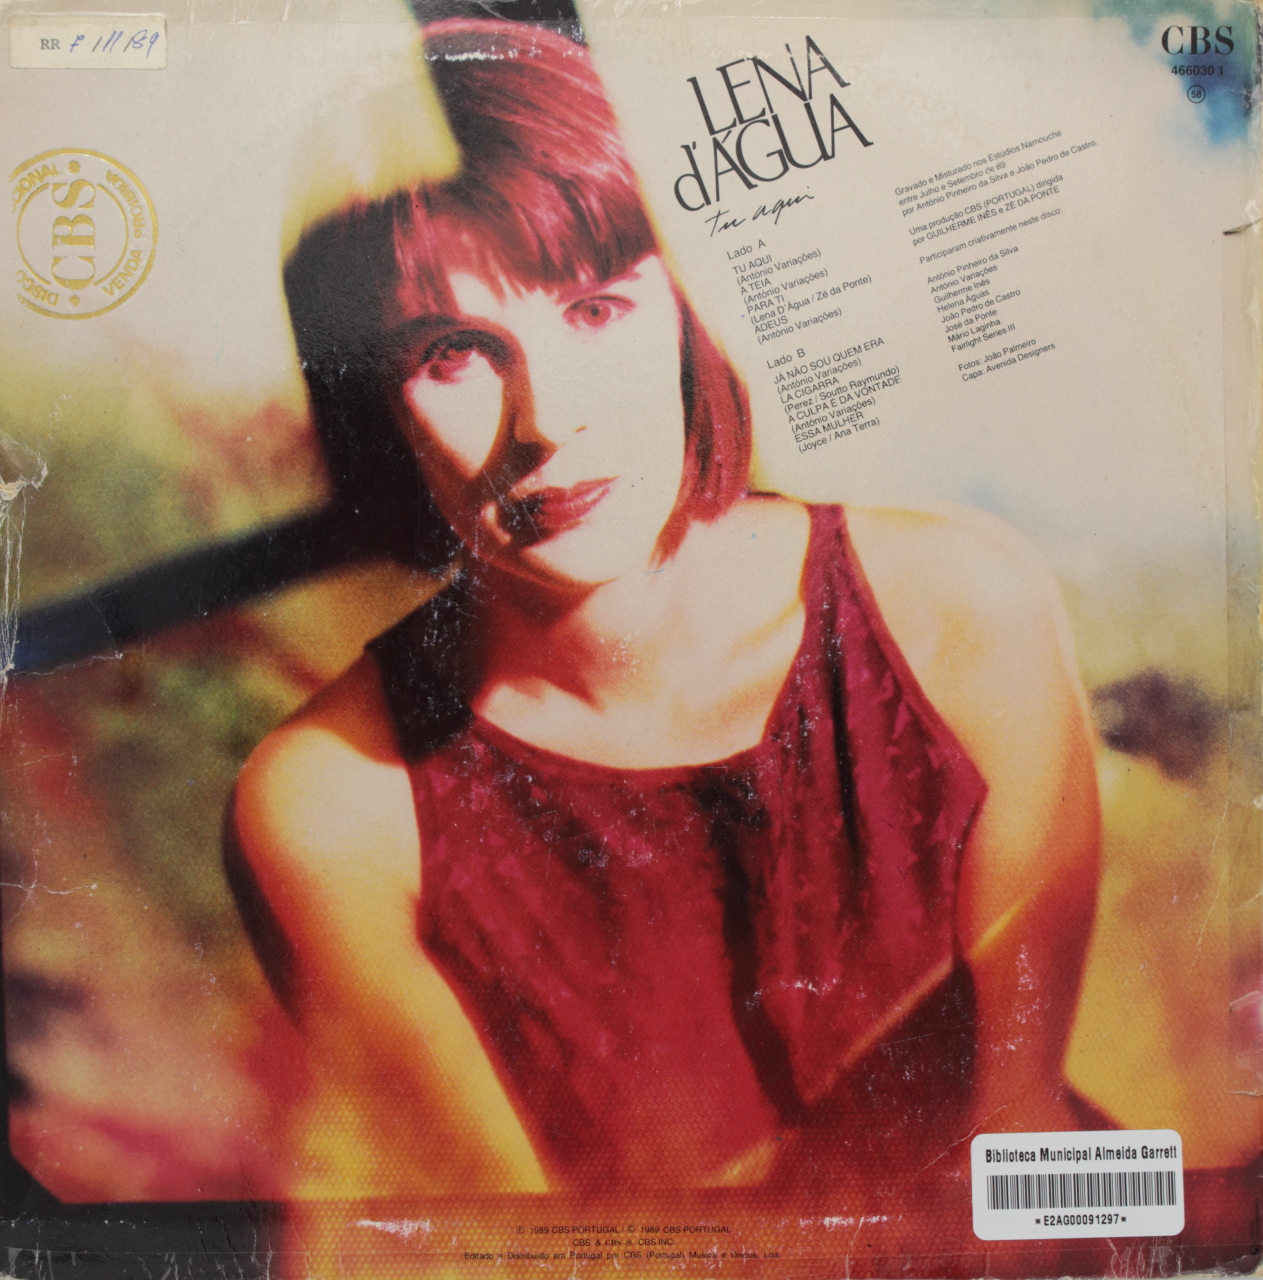 RR F 111 B9
CBS
466030 1
58
LENA
d'ÁGUA
Tu aqui
DISCO
CBS
VENDA PROIBIDA
Lado A
TU AQUI
(António Variações)
A TEIA
(António Variações)
PARA TI
(Lena D'Água / Zé da Ponte)
ADEUS
(António Variações)
Lado B
JÁ NÃO SOU QUEM ERA
(António Variações)
LA CIGARRA
(Perez / Soutto Raymundo)
A CULPA É DA VONTADE
(António Variações)
ESSA MULHER
(Joyce / Ana Terra)
Gravado e Misturado nos Estúdios Namouche
entre Julho e Setembro de 89
por António Pinheiro da Silva e João Pedro de Castro.
Uma produção CBS (PORTUGAL) dirigida
por GUILHERME INÊS e ZÉ DA PONTE
Participaram criativamente neste disco:
António Pinheiro da Silva
António Variações
Guilherme Inês
Helena Águas
João Pedro de Castro
José da Ponte
Mário Laginha
Fairlight Series III
Fotos: João Palmeiro
Capa: Avenida Designers
Biblioteca Municipal Almeida Garrett
*E2AG00091297*
℗ 1989 CBS PORTUGAL / © 1989 CBS PORTUGAL
CBS & CBS ® CBS INC.
Editado e Distribuído em Portugal por CBS (Portugal) Musica e Discos, Lda